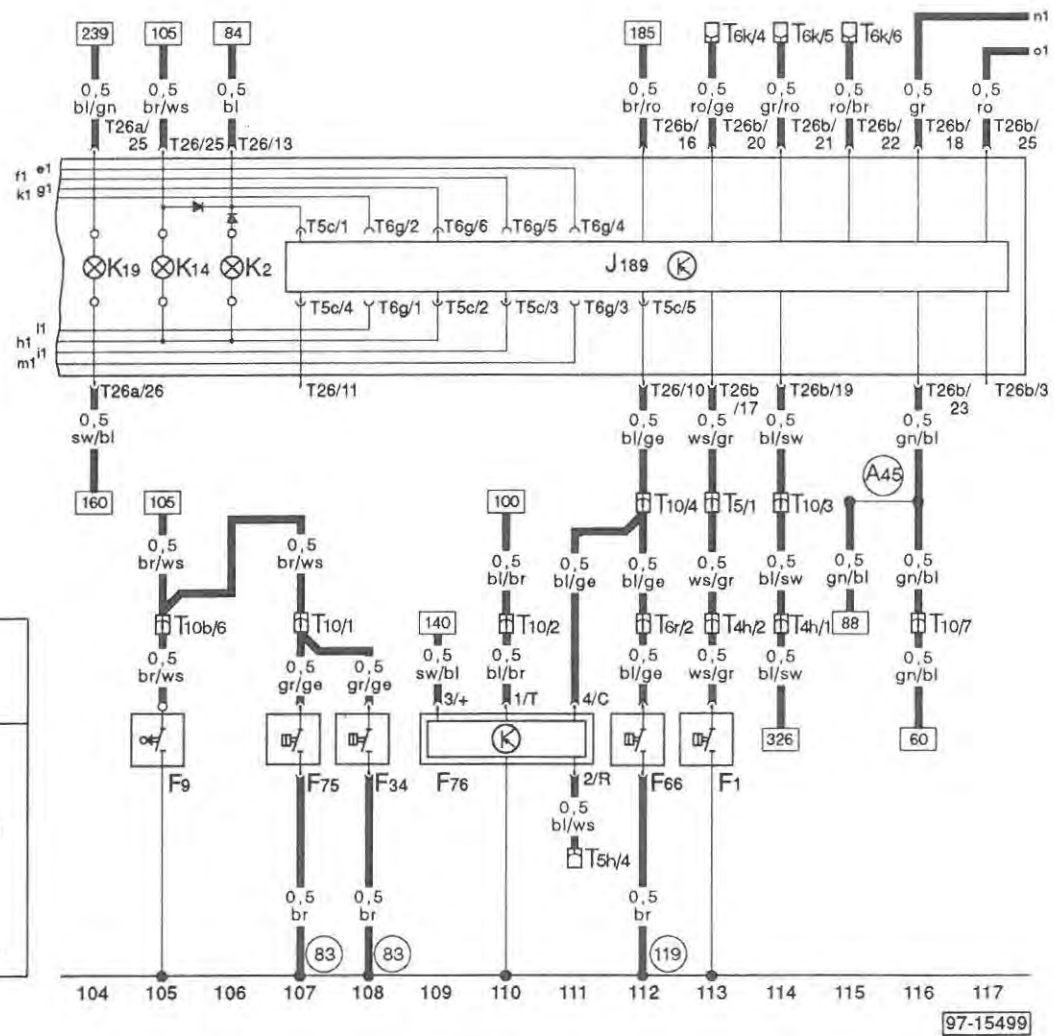 239 105 84 185 T6k/4 T6k/5 T6k/6 n1
o1
0,5 0,5 0,5 0,5 0,5 0,5 0,5 0,5 0,5
bl/gn br/ws bl br/ro ro/ge gr/ro ro/br gr ro
T26a/ T26b/ T26b/ T26b/ T26b/ T26b/ T26b/
25 T26/25 T26/13 16 20 21 22 18 25
f1 e1
k1 g1
T5c/1 T6g/2 T6g/6 T6g/5 T6g/4
K19 K14 K2 J189
T5c/4 T6g/1 T5c/2 T5c/3 T6g/3 T5c/5
l1
h1 i1
m1
T26a/26 T26/11 T26/10 T26b T26b/19 T26b/ T26b/3
/17 23
0,5 0,5 0,5 0,5 0,5
sw/bl bl/ge ws/gr bl/sw gn/bl
A45
160 105 100 T10/4 T5/1 T10/3
0,5 0,5 0,5 0,5 0,5 0,5 0,5 0,5 0,5
br/ws br/ws bl/br bl/ge bl/ge ws/gr bl/sw gn/bl gn/bl
T10b/6 T10/1 140 T10/2 T6r/2 T4h/2 T4h/1 88 T10/7
0,5 0,5 0,5 0,5 0,5 0,5 0,5 0,5 0,5
br/ws gr/ge gr/ge sw/bl bl/br bl/ge ws/gr bl/sw gn/bl
3/+ 1/T 4/C
326 60
F9 F75 F34 F76 2/R F66 F1
0,5
bl/ws
T5h/4
0,5 0,5 0,5
br br br
83 83 119
104 105 106 107 108 109 110 111 112 113 114 115 116 117
97-15499